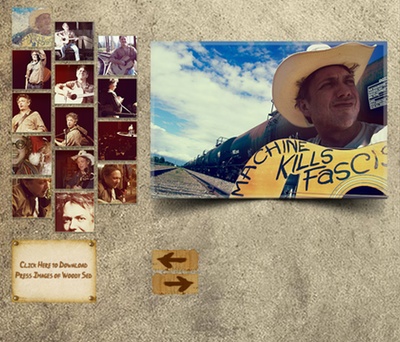 MACHINE
KILLS
FASCIS
Click Here to Download
Press Images of Woody Sed